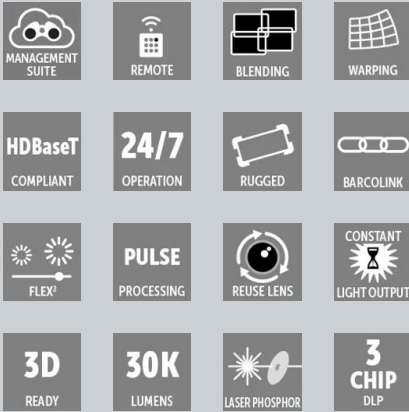 MANAGEMENT
SUITE
REMOTE
BLENDING
WARPING
HDBaseT
COMPLIANT
24/7
OPERATION
RUGGED
BARCOLINK
FLEX²
PULSE
PROCESSING
REUSE LENS
CONSTANT
LIGHT OUTPUT
3D
READY
30K
LUMENS
LASER PHOSPHOR
3
CHIP
DLP